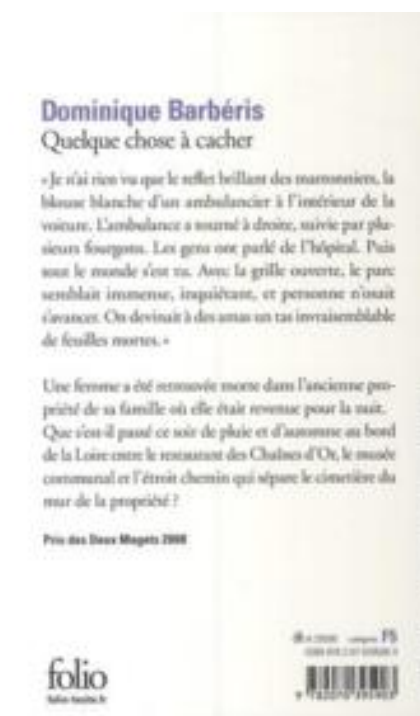 Dominique Barbéris
Quelque chose à cacher
« Je n'ai rien vu que le reflet brillant des marronniers, la
blouse blanche d'un ambulancier à l'intérieur de la
voiture. L'ambulance a tourné à droite, suivie par plu-
sieurs fourgons. Les gens ont parlé de l'hôpital. Puis
tout le monde s'est tu. Avec la grille ouverte, le parc
semblait immense, inquiétant, et personne n'osait
s'avancer. On devinait à des amas un tas invraisemblable
de feuilles mortes. »
Une femme a été retrouvée morte dans l'ancienne pro-
priété de sa famille où elle était revenue pour la nuit.
Que s'est-il passé ce soir de pluie et d'automne au bord
de la Loire entre le restaurant des Chaînes d'Or, le musée
communal et l'étroit chemin qui sépare le cimetière du
mur de la propriété ?
Prix des Deux Magots 2008
F5
folio